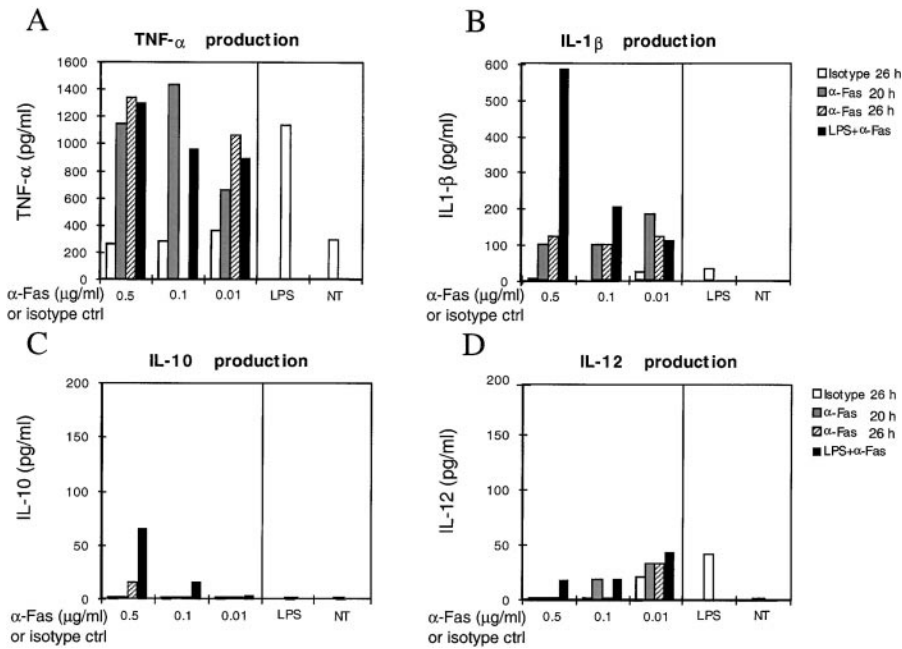 A
TNF-α production
TNF-α (pg/ml)
1600
1400
1200
1000
800
600
400
200
0
α-Fas (μg/ml) 0.5 0.1 0.01 LPS NT
or isotype ctrl
B
IL-1β production
IL1-β (pg/ml)
600
500
400
300
200
100
0
α-Fas (μg/ml) 0.5 0.1 0.01 LPS NT
or isotype ctrl
Isotype 26 h
α-Fas 20 h
α-Fas 26 h
LPS+α-Fas
C
IL-10 production
IL-10 (pg/ml)
200
150
100
50
0
α-Fas (μg/ml) 0.5 0.1 0.01 LPS NT
or isotype ctrl
D
IL-12 production
IL-12 (pg/ml)
200
150
100
50
0
α-Fas (μg/ml) 0.5 0.1 0.01 LPS NT
or isotype ctrl
Isotype 26 h
α-Fas 20 h
α-Fas 26 h
LPS+α-Fas